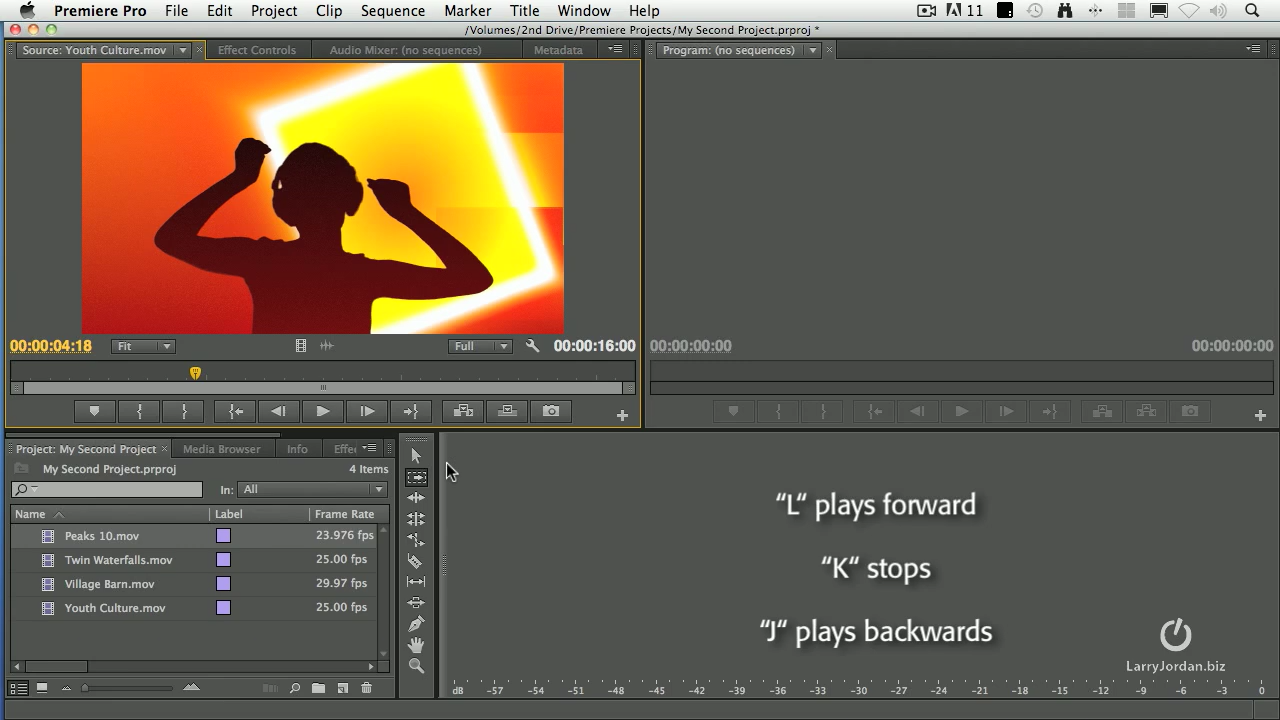 Premiere Pro File Edit Project Clip Sequence Marker Title Window Help 11
/Volumes/2nd Drive/Premiere Projects/My Second Project.prproj *
Source: Youth Culture.mov Effect Controls Audio Mixer: (no sequences) Metadata
Program: (no sequences)
00:00:04:18 Fit Full 00:00:16:00
00:00:00:00 00:00:00:00
Project: My Second Project Media Browser Info Effe
My Second Project.prproj 4 Items
In: All
Name Label Frame Rate
Peaks 10.mov 23.976 fps
Twin Waterfalls.mov 25.00 fps
Village Barn.mov 29.97 fps
Youth Culture.mov 25.00 fps
“L“ plays forward
“K“ stops
“J“ plays backwards
LarryJordan.biz
dB -57 -54 -51 -48 -45 -42 -39 -36 -33 -30 -27 -24 -21 -18 -15 -12 -9 -6 -3 0